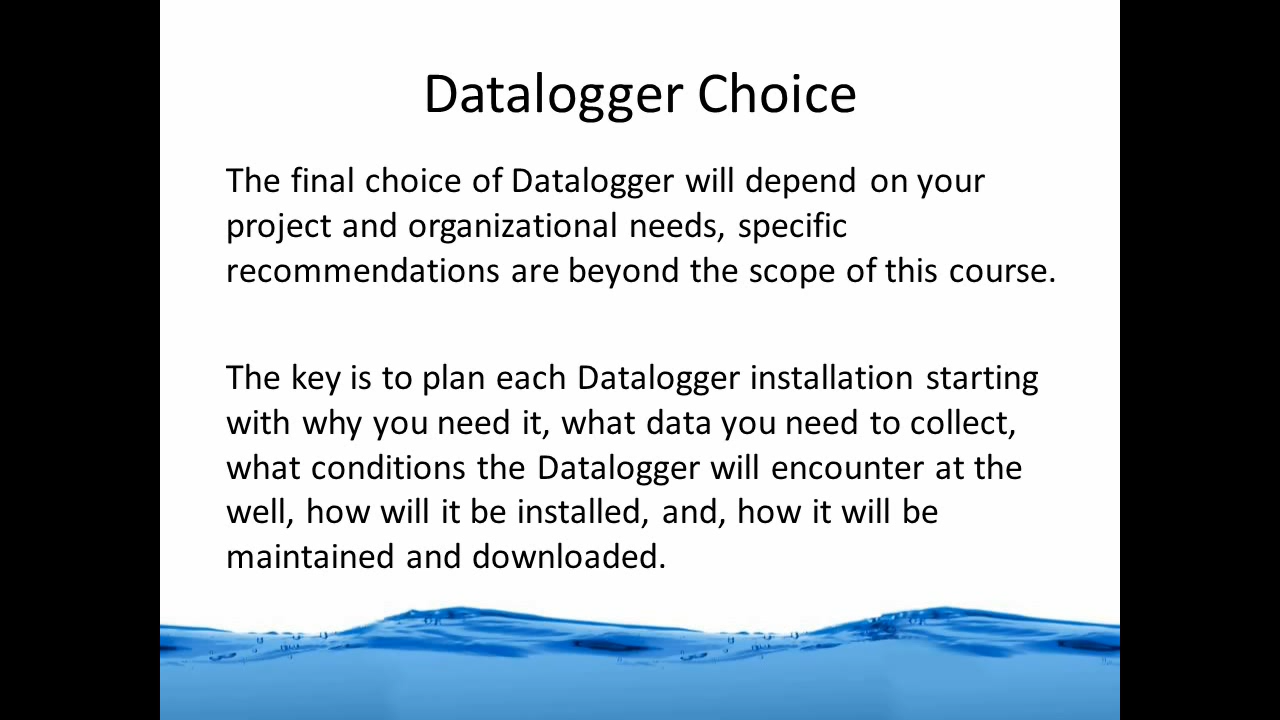 Datalogger Choice
The final choice of Datalogger will depend on your
project and organizational needs, specific
recommendations are beyond the scope of this course.
The key is to plan each Datalogger installation starting
with why you need it, what data you need to collect,
what conditions the Datalogger will encounter at the
well, how will it be installed, and, how it will be
maintained and downloaded.